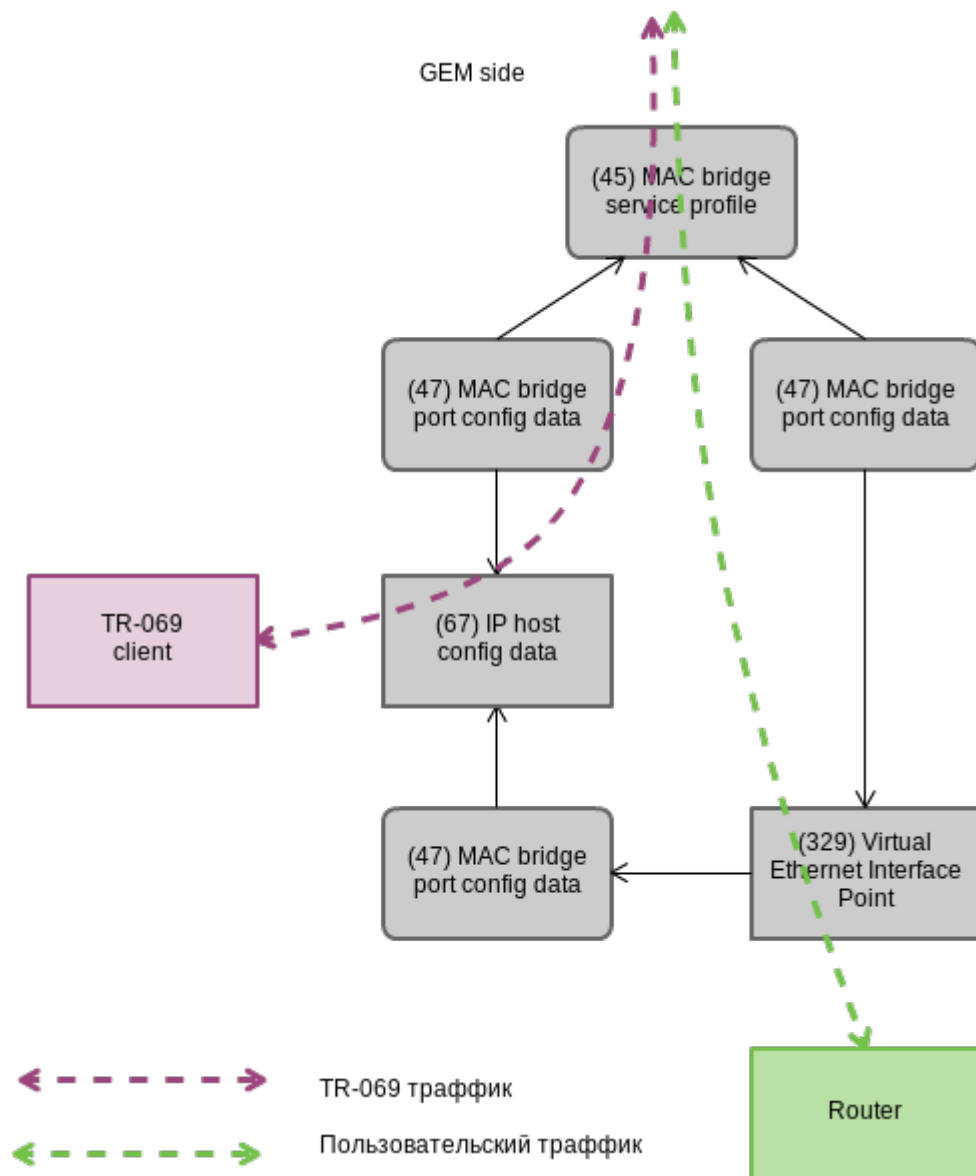 GEM side
(45) MAC bridge
service profile
(47) MAC bridge
port config data
(47) MAC bridge
port config data
TR-069
client
(67) IP host
config data
(47) MAC bridge
port config data
(329) Virtual
Ethernet Interface
Point
TR-069 траффик
Router
Пользовательский траффик